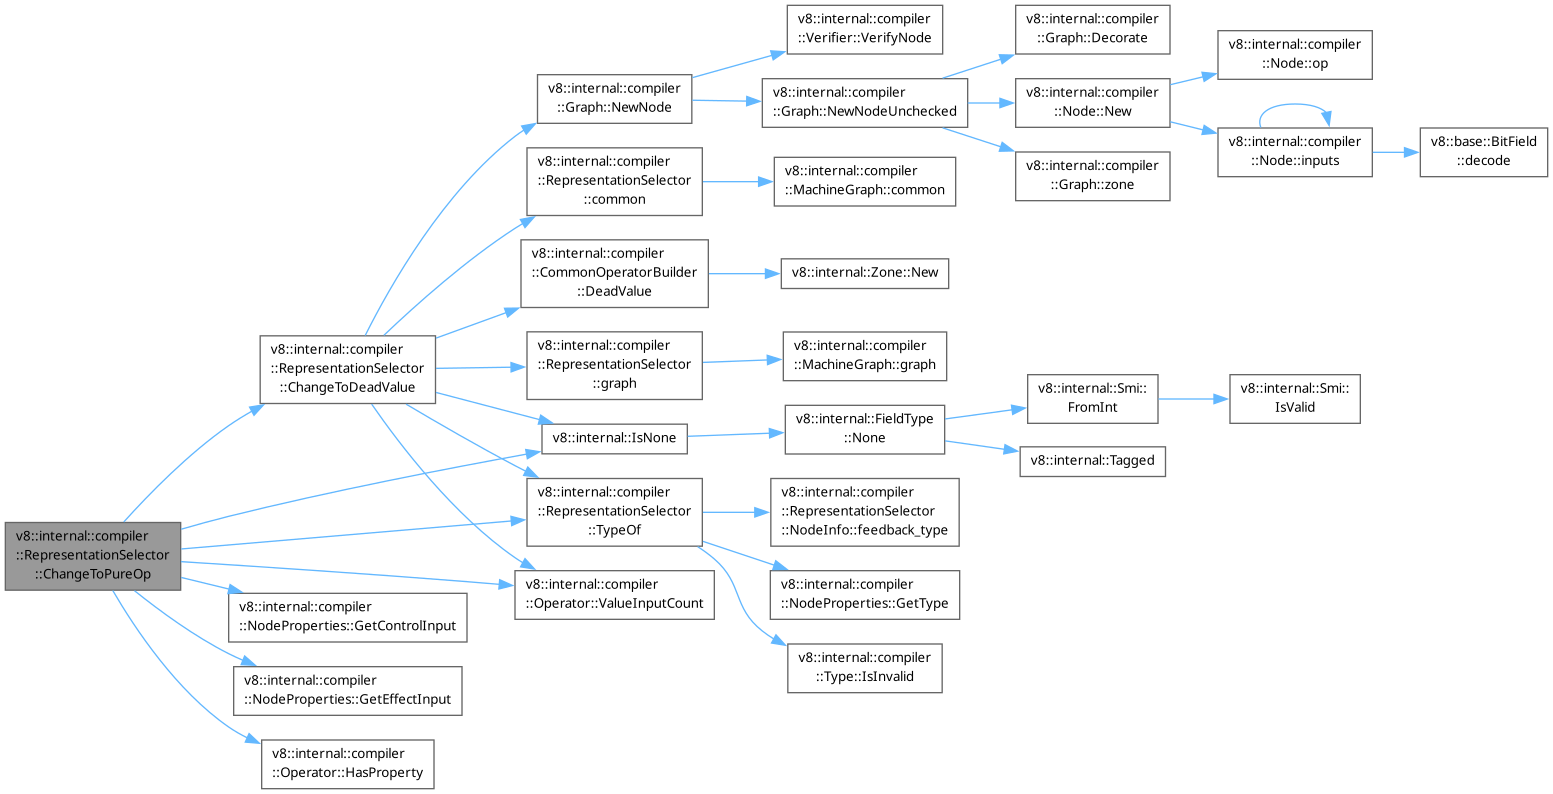 v8::internal::compiler
::RepresentationSelector
::ChangeToPureOp
v8::internal::compiler
::RepresentationSelector
::ChangeToDeadValue
v8::internal::compiler
::NodeProperties::GetControlInput
v8::internal::compiler
::NodeProperties::GetEffectInput
v8::internal::compiler
::Operator::HasProperty
v8::internal::compiler
::Graph::NewNode
v8::internal::compiler
::RepresentationSelector
::common
v8::internal::compiler
::CommonOperatorBuilder
::DeadValue
v8::internal::compiler
::RepresentationSelector
::graph
v8::internal::IsNone
v8::internal::compiler
::RepresentationSelector
::TypeOf
v8::internal::compiler
::Operator::ValueInputCount
v8::internal::compiler
::Verifier::VerifyNode
v8::internal::compiler
::Graph::NewNodeUnchecked
v8::internal::compiler
::MachineGraph::common
v8::internal::Zone::New
v8::internal::compiler
::MachineGraph::graph
v8::internal::FieldType
::None
v8::internal::compiler
::RepresentationSelector
::NodeInfo::feedback_type
v8::internal::compiler
::NodeProperties::GetType
v8::internal::compiler
::Type::IsInvalid
v8::internal::compiler
::Graph::Decorate
v8::internal::compiler
::Node::New
v8::internal::compiler
::Graph::zone
v8::internal::Smi::
FromInt
v8::internal::Tagged
v8::internal::compiler
::Node::op
v8::internal::compiler
::Node::inputs
v8::internal::Smi::
IsValid
v8::base::BitField
::decode